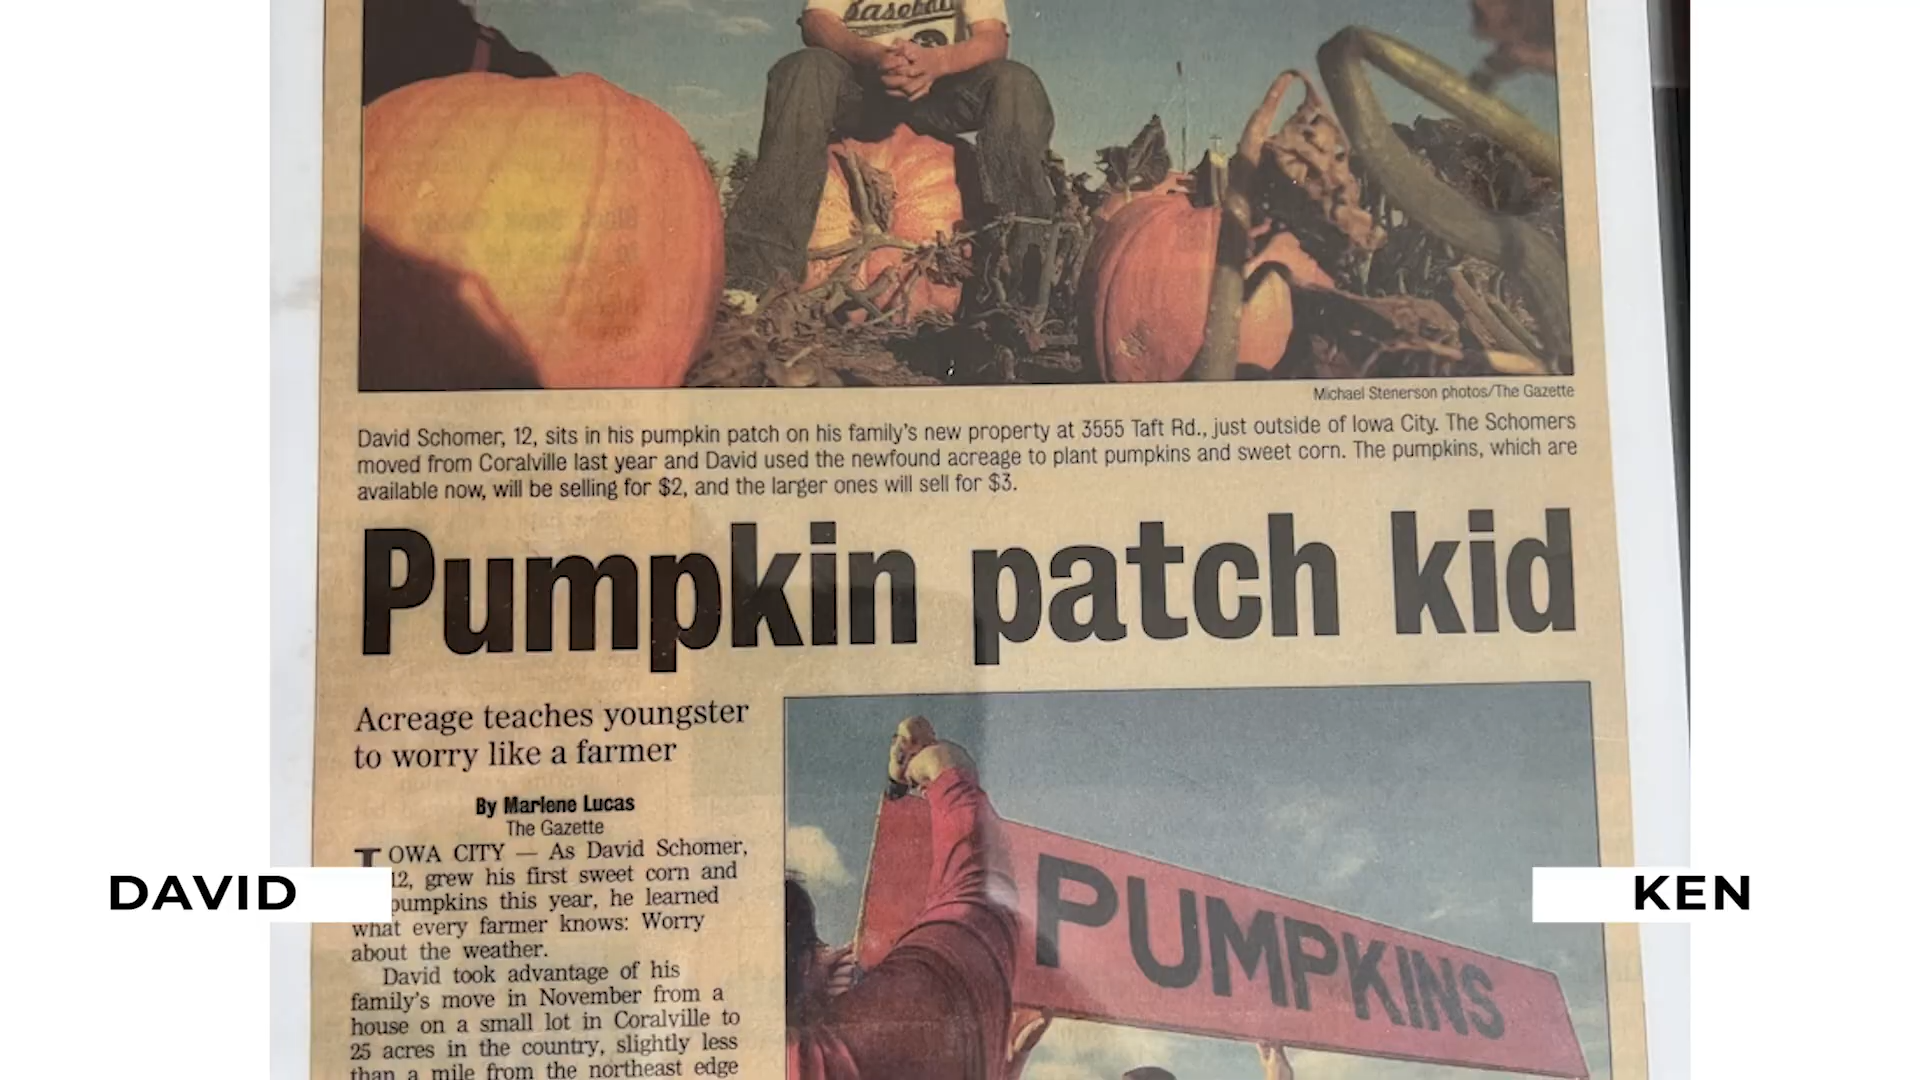 Baseball
Michael Stenerson photos/The Gazette
David Schomer, 12, sits in his pumpkin patch on his family's new property at 3555 Taft Rd., just outside of Iowa City. The Schomers
moved from Coralville last year and David used the newfound acreage to plant pumpkins and sweet corn. The pumpkins, which are
available now, will be selling for $2, and the larger ones will sell for $3.
Pumpkin patch kid
Acreage teaches youngster
to worry like a farmer
By Marlene Lucas
The Gazette
IOWA CITY — As David Schomer,
12, grew his first sweet corn and
pumpkins this year, he learned
what every farmer knows: Worry
about the weather.
David took advantage of his
family's move in November from a
house on a small lot in Coralville to
25 acres in the country, slightly less
than a mile from the northeast edge
PUMPKINS
DAVID
KEN